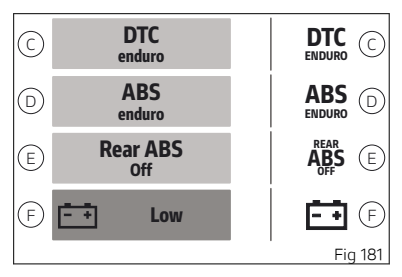 C DTC enduro DTC ENDURO C
D ABS enduro ABS ENDURO D
E Rear ABS Off REAR ABS OFF E
F - + Low - + F
Fig 181